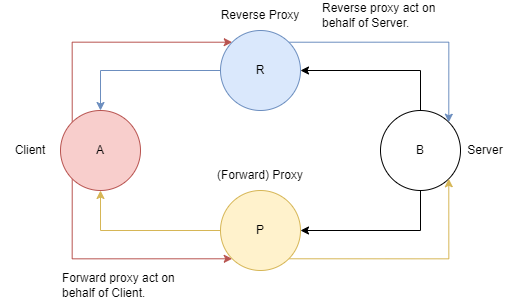 Reverse Proxy
Reverse proxy act on
behalf of Server.
R
Client
A
B
Server
(Forward) Proxy
P
Forward proxy act on
behalf of Client.